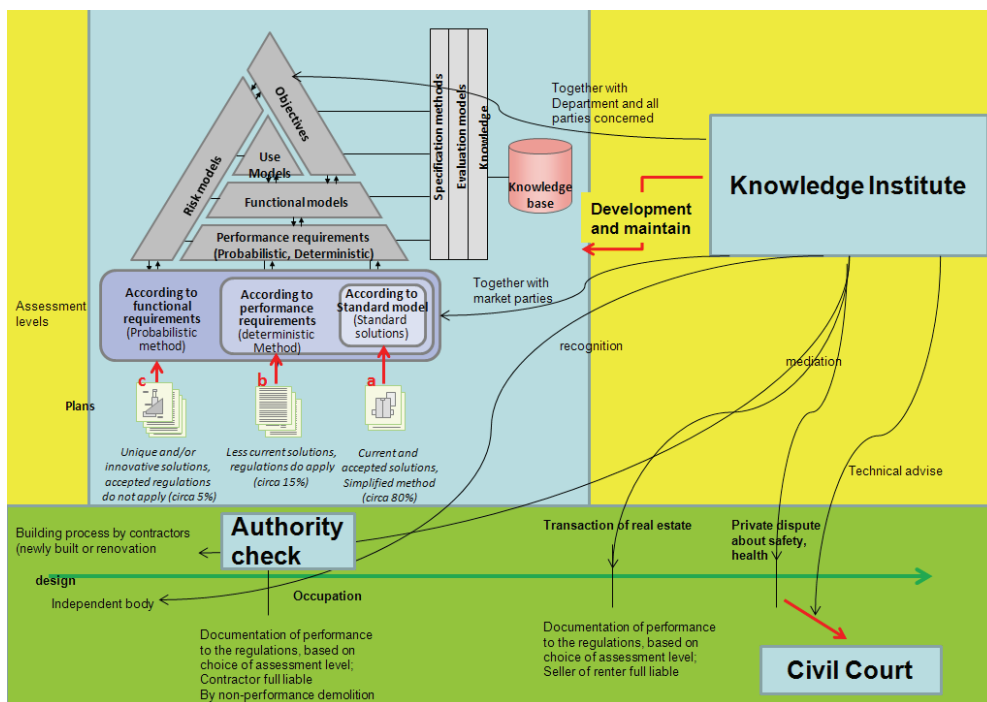 Objectives
Risk models
Use
Models
Functional models
Performance requirements
(Probabilistic, Deterministic)
Specification methods
Evaluation models
Knowledge
Knowledge
base
Together with
Department and all
parties concerned
Knowledge Institute
Development
and maintain
Together with
market parties
Assessment
levels
According to
functional
requirements
(Probabilistic
method)
According to
performance
requirements
(deterministic
Method)
According to
Standard model
(Standard
solutions)
recognition
mediation
Technical advise
c
b
a
Plans
Unique and/or
innovative solutions,
accepted regulations
do not apply (circa 5%)
Less current solutions,
regulations do apply
(circa 15%)
Current and
accepted solutions,
Simplified method
(circa 80%)
Building process by contractors
(newly built or renovation
Authority
check
Transaction of real estate
Private dispute
about safety,
health
design
Independent body
Occupation
Documentation of performance
to the regulations, based on
choice of assessment level;
Contractor full liable
By non-performance demolition
Documentation of performance
to the regulations, based on
choice of assessment level;
Seller of renter full liable
Civil Court